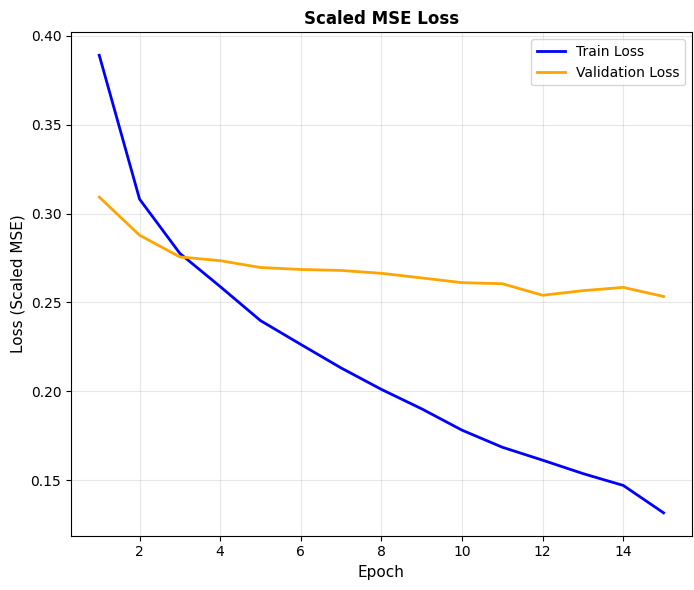 Scaled MSE Loss
Train Loss
Validation Loss
0.40
0.35
0.30
0.25
0.20
0.15
Loss (Scaled MSE)
2 4 6 8 10 12 14
Epoch